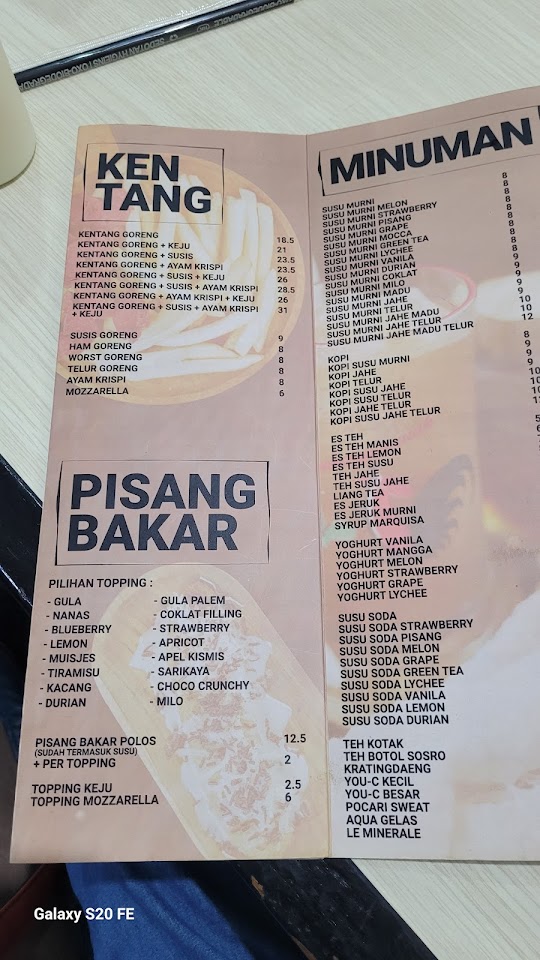 SEDOTAN HYGIENIS
KEN
TANG
KENTANG GORENG 18.5
KENTANG GORENG + KEJU 21
KENTANG GORENG + SUSIS 23.5
KENTANG GORENG + AYAM KRISPI 23.5
KENTANG GORENG + SUSIS + KEJU 26
KENTANG GORENG + SUSIS + AYAM KRISPI 28.5
KENTANG GORENG + AYAM KRISPI + KEJU 26
KENTANG GORENG + SUSIS + AYAM KRISPI 31
+ KEJU
SUSIS GORENG 9
HAM GORENG 8
WORST GORENG 8
TELUR GORENG 8
AYAM KRISPI 8
MOZZARELLA 6
PISANG
BAKAR
PILIHAN TOPPING :
- GULA
- NANAS
- BLUEBERRY
- LEMON
- MUISJES
- TIRAMISU
- KACANG
- DURIAN
- GULA PALEM
- COKLAT FILLING
- STRAWBERRY
- APRICOT
- APEL KISMIS
- SARIKAYA
- CHOCO CRUNCHY
- MILO
PISANG BAKAR POLOS 12.5
(SUDAH TERMASUK SUSU)
+ PER TOPPING 2
TOPPING KEJU 2.5
TOPPING MOZZARELLA 6
MINUMAN
SUSU MURNI 8
SUSU MURNI MELON 8
SUSU MURNI STRAWBERRY 8
SUSU MURNI PISANG 8
SUSU MURNI GRAPE 8
SUSU MURNI MOCCA 8
SUSU MURNI GREEN TEA 8
SUSU MURNI LYCHEE 8
SUSU MURNI VANILA
SUSU MURNI DURIAN
SUSU MURNI COKLAT
SUSU MURNI MILO
SUSU MURNI MADU
SUSU MURNI JAHE
SUSU MURNI TELUR
SUSU MURNI JAHE MADU 10
SUSU MURNI JAHE TELUR 10
SUSU MURNI JAHE MADU TELUR 12
KOPI 8
KOPI SUSU MURNI 9
KOPI JAHE 9
KOPI TELUR 9
KOPI SUSU JAHE 10
KOPI SUSU TELUR 10
KOPI JAHE TELUR 10
KOPI SUSU JAHE TELUR
ES TEH
ES TEH MANIS
ES TEH LEMON
ES TEH SUSU
TEH JAHE
TEH SUSU JAHE
LIANG TEA
ES JERUK
ES JERUK MURNI
SYRUP MARQUISA
YOGHURT VANILA
YOGHURT MANGGA
YOGHURT MELON
YOGHURT STRAWBERRY
YOGHURT GRAPE
YOGHURT LYCHEE
SUSU SODA
SUSU SODA STRAWBERRY
SUSU SODA PISANG
SUSU SODA MELON
SUSU SODA GRAPE
SUSU SODA GREEN TEA
SUSU SODA LYCHEE
SUSU SODA VANILA
SUSU SODA LEMON
SUSU SODA DURIAN
TEH KOTAK
TEH BOTOL SOSRO
KRATINGDAENG
YOU-C KECIL
YOU-C BESAR
POCARI SWEAT
AQUA GELAS
LE MINERALE
Galaxy S20 FE